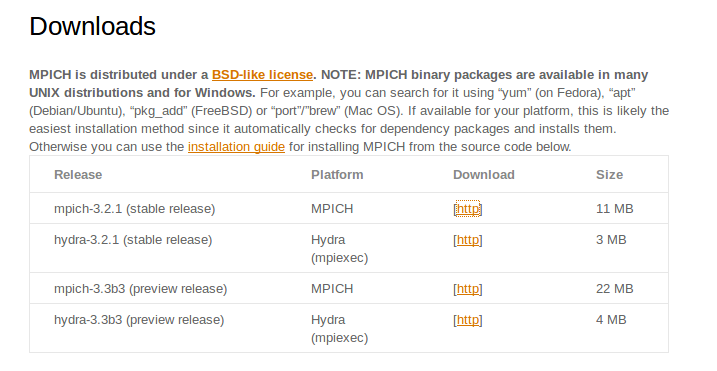 Downloads
MPICH is distributed under a BSD-like license. NOTE: MPICH binary packages are available in many
UNIX distributions and for Windows. For example, you can search for it using “yum” (on Fedora), “apt”
(Debian/Ubuntu), “pkg_add” (FreeBSD) or “port”/”brew” (Mac OS). If available for your platform, this is likely the
easiest installation method since it automatically checks for dependency packages and installs them.
Otherwise you can use the installation guide for installing MPICH from the source code below.
Release Platform Download Size
mpich-3.2.1 (stable release) MPICH [http] 11 MB
hydra-3.2.1 (stable release) Hydra [http] 3 MB
(mpiexec)
mpich-3.3b3 (preview release) MPICH [http] 22 MB
hydra-3.3b3 (preview release) Hydra [http] 4 MB
(mpiexec)